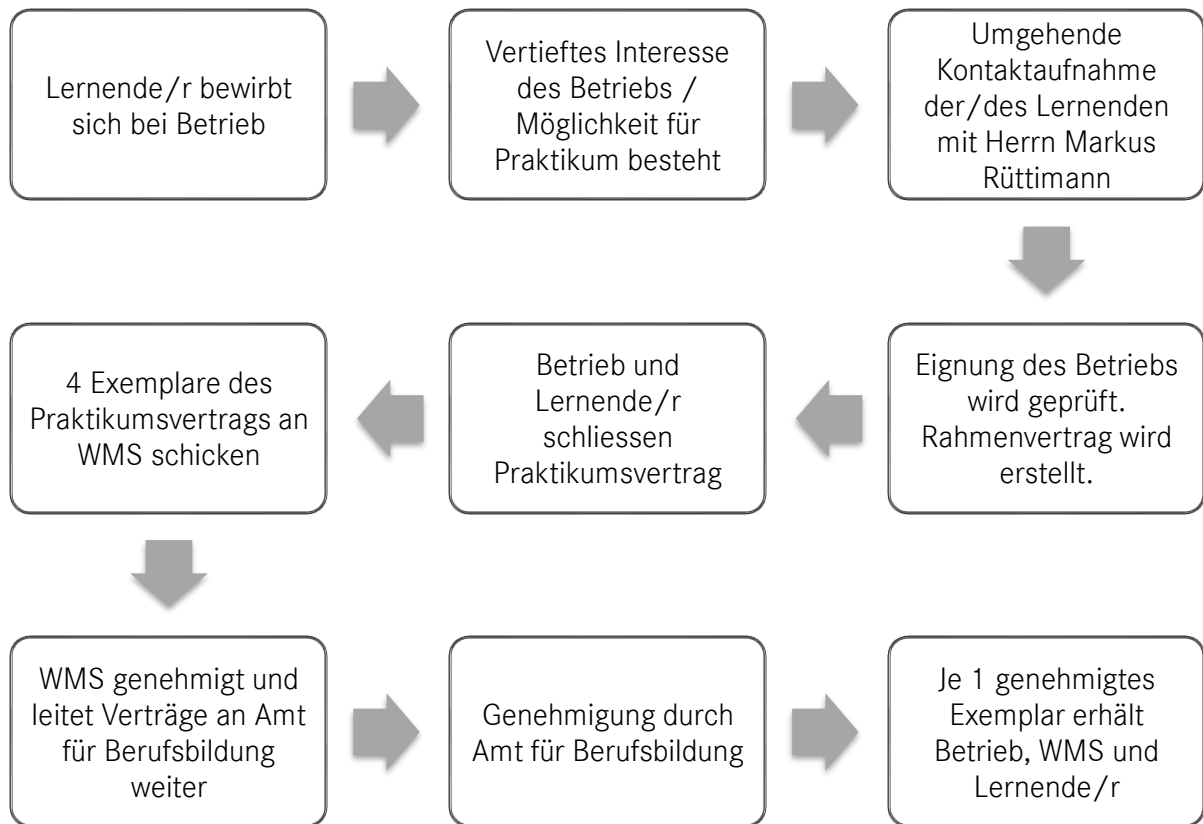 Lernende/r bewirbt
sich bei Betrieb
Vertieftes Interesse
des Betriebs /
Möglichkeit für
Praktikum besteht
Umgehende
Kontaktaufnahme
der/des Lernenden
mit Herrn Markus
Rüttimann
Eignung des Betriebs
wird geprüft.
Rahmenvertrag wird
erstellt.
Betrieb und
Lernende/r
schliessen
Praktikumsvertrag
4 Exemplare des
Praktikumsvertrags an
WMS schicken
WMS genehmigt und
leitet Verträge an Amt
für Berufsbildung
weiter
Genehmigung durch
Amt für Berufsbildung
Je 1 genehmigtes
Exemplar erhält
Betrieb, WMS und
Lernende/r